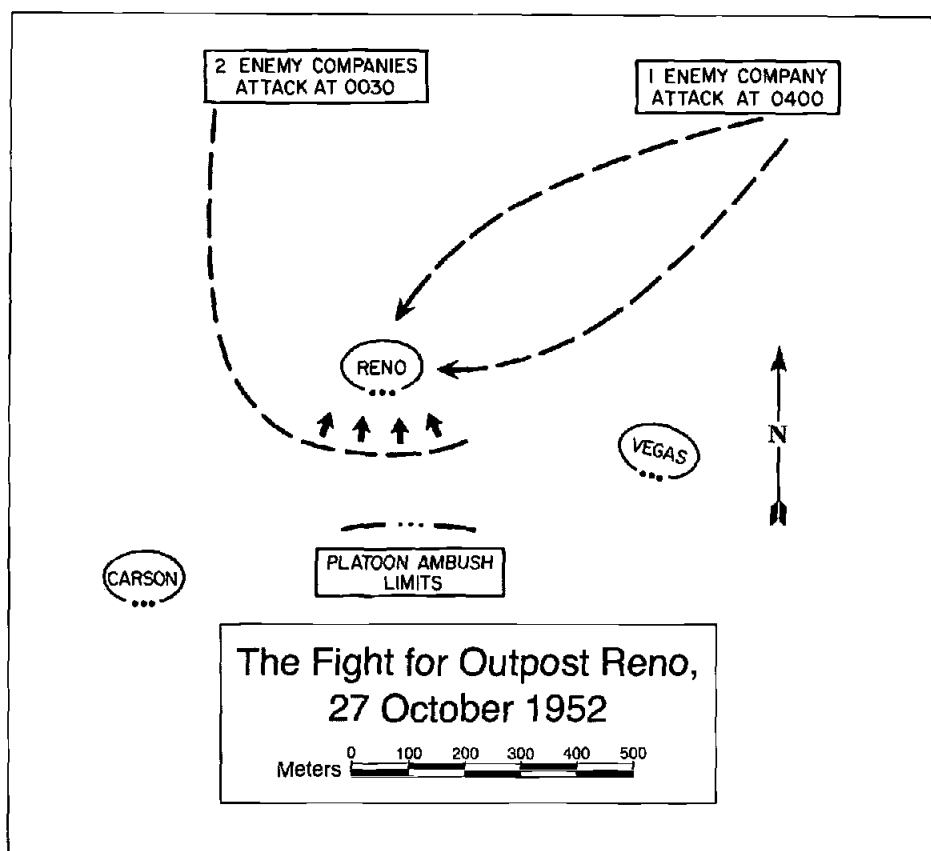 2 ENEMY COMPANIES
ATTACK AT 0030
1 ENEMY COMPANY
ATTACK AT 0400
RENO
VEGAS
N
PLATOON AMBUSH
LIMITS
CARSON
The Fight for Outpost Reno,
27 October 1952
0 100 200 300 400 500
Meters